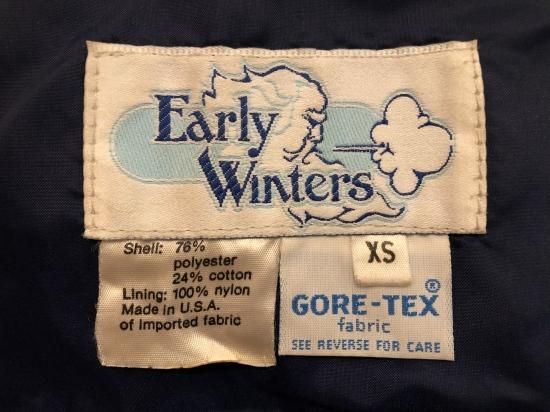 Early
Winters
Shell: 76%
polyester
24% cotton
Lining: 100% nylon
Made in U.S.A.
of imported fabric
XS
GORE-TEX®
fabric
SEE REVERSE FOR CARE